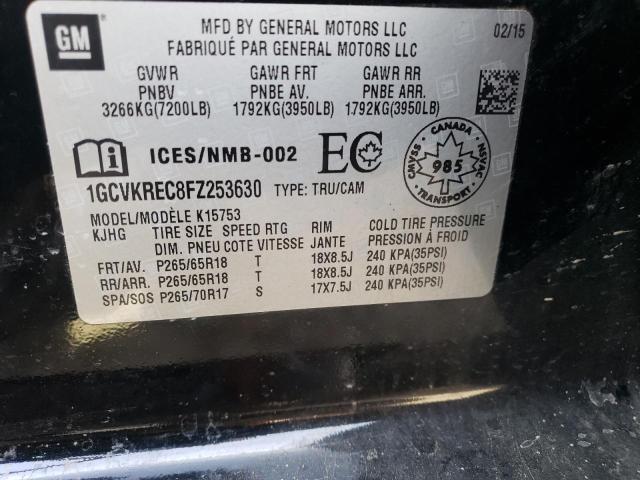 GM
MFD BY GENERAL MOTORS LLC
02/15
FABRIQUÉ PAR GENERAL MOTORS LLC
GVWR GAWR FRT GAWR RR
PNBV PNBE AV. PNBE ARR.
3266KG(7200LB) 1792KG(3950LB) 1792KG(3950LB)
ICES/NMB-002 EC
CANADA
CMVSS 985 NSVAC
1GCVKREC8FZ253630 TYPE: TRU/CAM
MODEL/MODÈLE K15753
KJHG TIRE SIZE SPEED RTG RIM COLD TIRE PRESSURE
DIM. PNEU COTE VITESSE JANTE PRESSION À FROID
FRT/AV. P265/65R18 T 18X8.5J 240 KPA(35PSI)
RR/ARR. P265/65R18 T 18X8.5J 240 KPA(35PSI)
SPA/SOS P265/70R17 S 17X7.5J 240 KPA(35PSI)